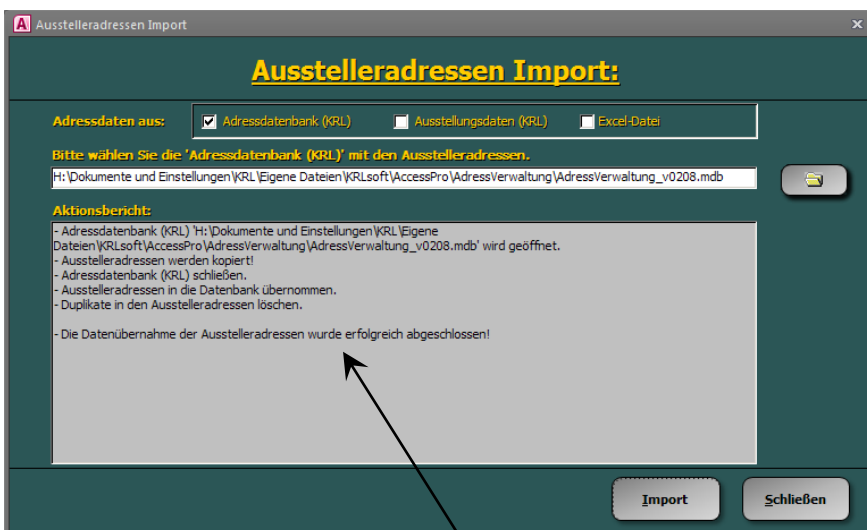 Ausstelleradressen Import
Ausstelleradressen Import:
Adressdaten aus:
Adressdatenbank (KRL)
Ausstellungsdaten (KRL)
Excel-Datei
Bitte wählen Sie die 'Adressdatenbank (KRL)' mit den Ausstelleradressen.
H:\Dokumente und Einstellungen\KRL\Eigene Dateien\KRLsoft\AccessPro\AdressVerwaltung\AdressVerwaltung_v0208.mdb
Aktionsbericht:
- Adressdatenbank (KRL) 'H:\Dokumente und Einstellungen\KRL\Eigene
Dateien\KRLsoft\AccessPro\AdressVerwaltung\AdressVerwaltung_v0208.mdb' wird geöffnet.
- Ausstelleradressen werden kopiert!
- Adressdatenbank (KRL) schließen.
- Ausstelleradressen in die Datenbank übernommen.
- Duplikate in den Ausstelleradressen löschen.
- Die Datenübernahme der Ausstelleradressen wurde erfolgreich abgeschlossen!
Import
Schließen